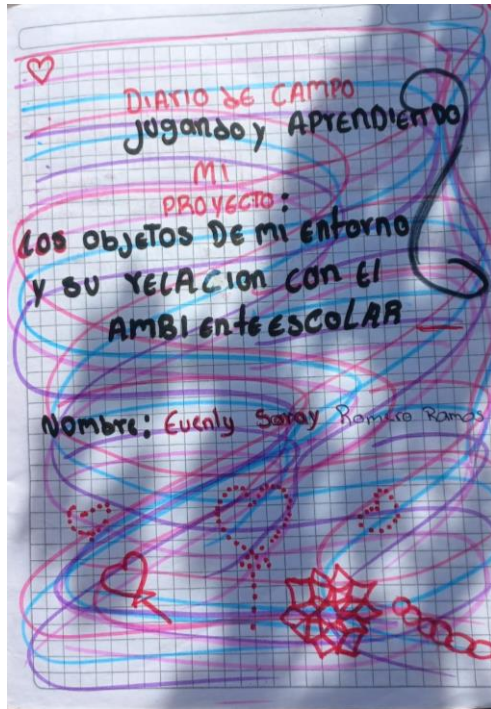 DiArio de CAMPO
jugando y APrENDiEnDO
Mi
PROYECTO:
LOS ObjETOS DE mi Entorno
y SU rELACion con El
AMBiEnte ESCOLAR
Nombre: Evenly Saray Romero Ramos